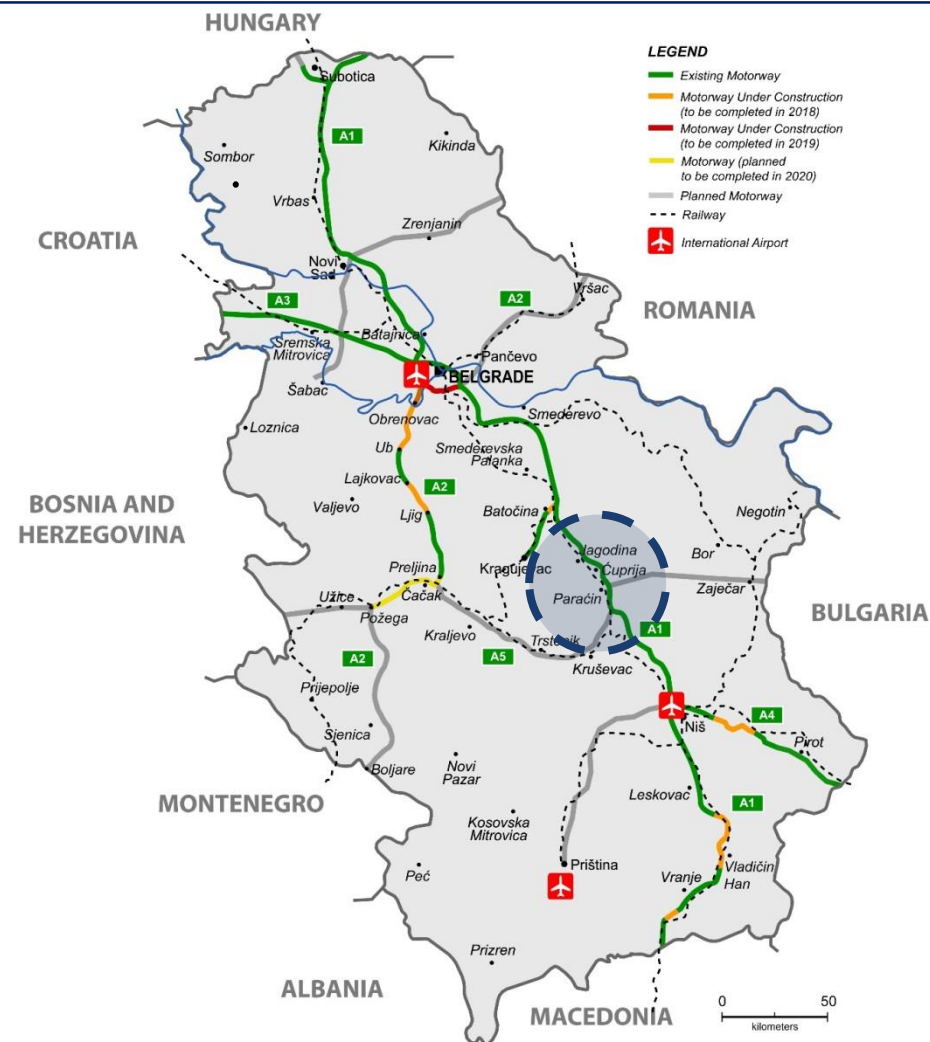 HUNGARY
LEGEND
Existing Motorway
Motorway Under Construction
(to be completed in 2018)
Motorway Under Construction
(to be completed in 2019)
Motorway (planned
to be completed in 2020)
Planned Motorway
Railway
International Airport
Subotica
A1
Kikinda
Sombor
Vrbas
Zrenjanin
CROATIA
Novi
Sad
Vršac
A3
A2
ROMANIA
Batajnica
Sremska
Mitrovica
Pančevo
BELGRADE
Šabac
Obrenovac
Smederevo
Loznica
Ub
Smederevska
Palanka
Lajkovac
A2
BOSNIA AND
HERZEGOVINA
Valjevo
Ljig
Batočina
Negotin
Jagodina
Bor
Preljina
Kragujevac
Ćuprija
Čačak
Paraćin
Zaječar
Užice
Požega
BULGARIA
Kraljevo
Trstenik
A1
A2
A5
Kruševac
Prijepolje
Niš
A4
Sjenica
Pirot
Novi
Pazar
Boljare
MONTENEGRO
Leskovac
A1
Kosovska
Mitrovica
Peć
Priština
Vladičin
Han
Vranje
Prizren
ALBANIA
MACEDONIA
0 50
kilometers